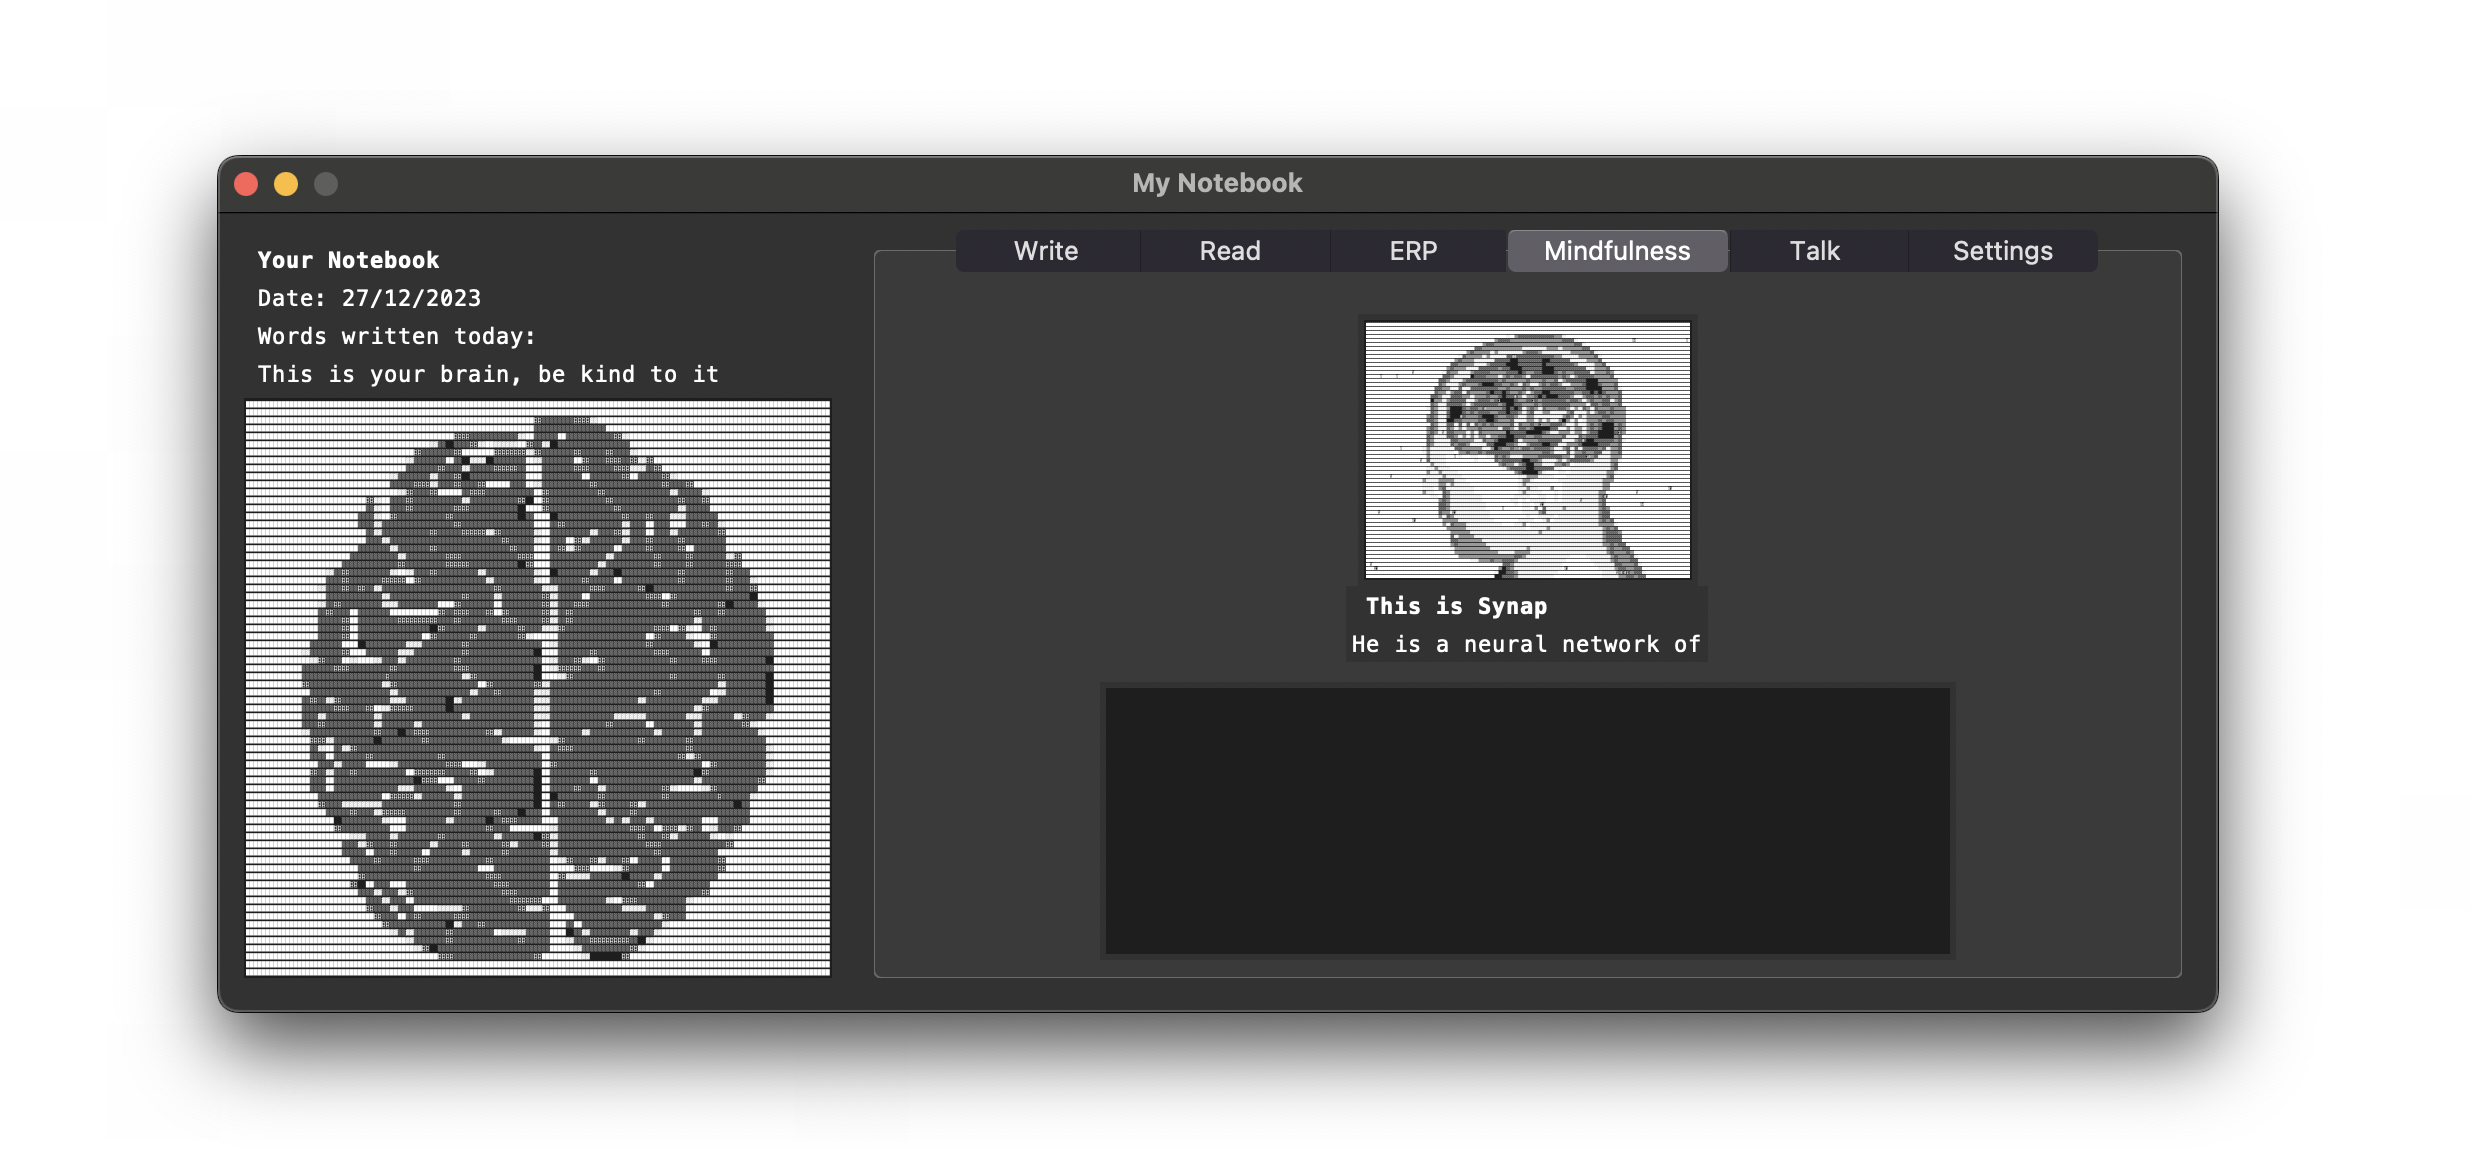 My Notebook
Your Notebook
Date: 27/12/2023
Words written today:
This is your brain, be kind to it
Write
Read
ERP
Mindfulness
Talk
Settings
This is Synap
He is a neural network of